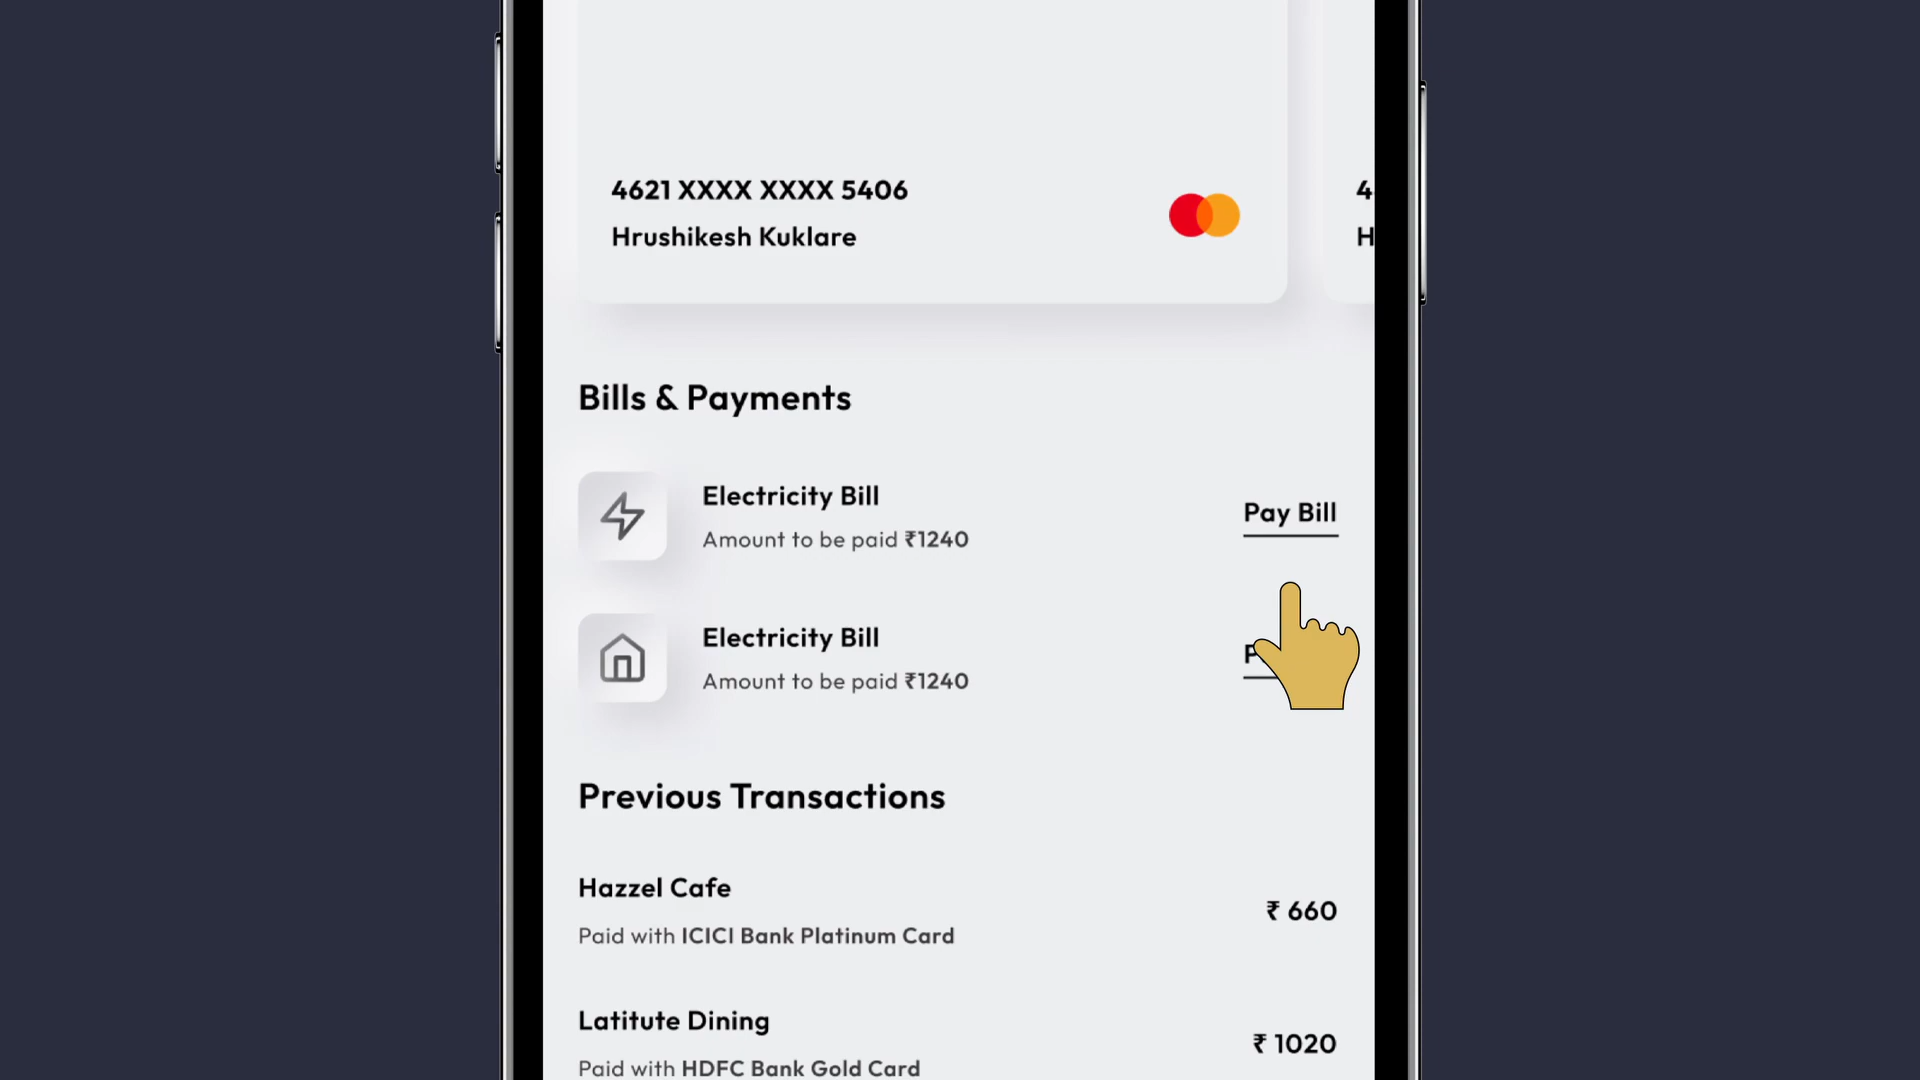 4621 XXXX XXXX 5406
Hrushikesh Kuklare
4
H
Bills & Payments
Electricity Bill
Amount to be paid ₹1240
Pay Bill
Electricity Bill
Amount to be paid ₹1240
P
Previous Transactions
Hazzel Cafe
Paid with ICICI Bank Platinum Card
₹ 660
Latitute Dining
Paid with HDFC Bank Gold Card
₹ 1020